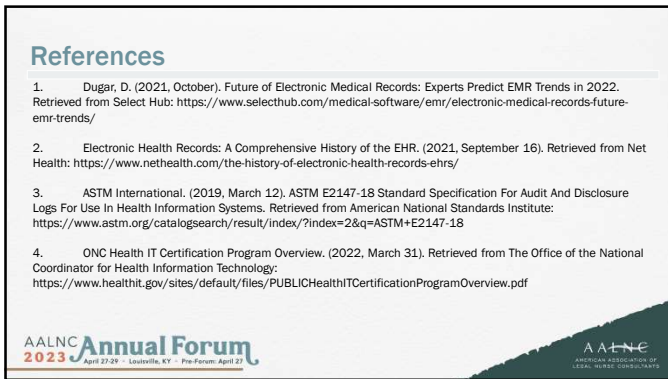 References
1. Dugar, D. (2021, October). Future of Electronic Medical Records: Experts Predict EMR Trends in 2022.
Retrieved from Select Hub: https://www.selecthub.com/medical-software/emr/electronic-medical-records-future-
emr-trends/
2. Electronic Health Records: A Comprehensive History of the EHR. (2021, September 16). Retrieved from Net
Health: https://www.nethealth.com/the-history-of-electronic-health-records-ehrs/
3. ASTM International. (2019, March 12). ASTM E2147-18 Standard Specification For Audit And Disclosure
Logs For Use In Health Information Systems. Retrieved from American National Standards Institute:
https://www.astm.org/catalogsearch/result/index/?index=2&q=ASTM+E2147-18
4. ONC Health IT Certification Program Overview. (2022, March 31). Retrieved from The Office of the National
Coordinator for Health Information Technology:
https://www.healthit.gov/sites/default/files/PUBLICHealthITCertificationProgramOverview.pdf
AALNC Annual Forum
2023 April 27-29 - Louisville, KY - Pre-Forum: April 27
AALNC
AMERICAN ASSOCIATION OF
LEGAL NURSE CONSULTANTS